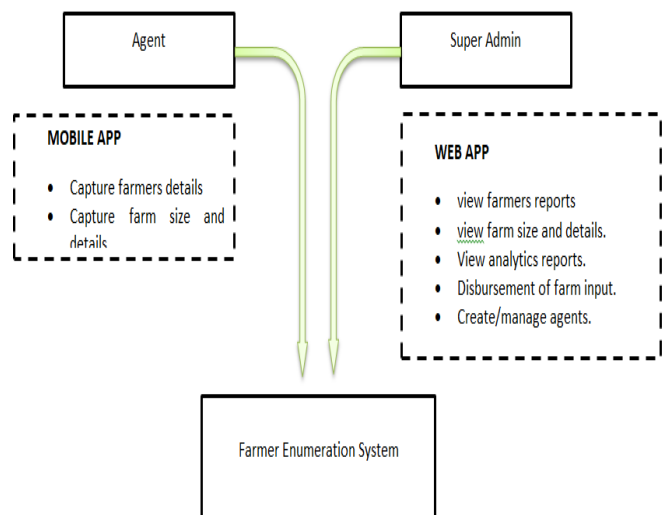 Agent
Super Admin
MOBILE APP
• Capture farmers details
• Capture farm size and
details
WEB APP
• view farmers reports
• view farm size and details.
• View analytics reports.
• Disbursement of farm input.
• Create/manage agents.
Farmer Enumeration System